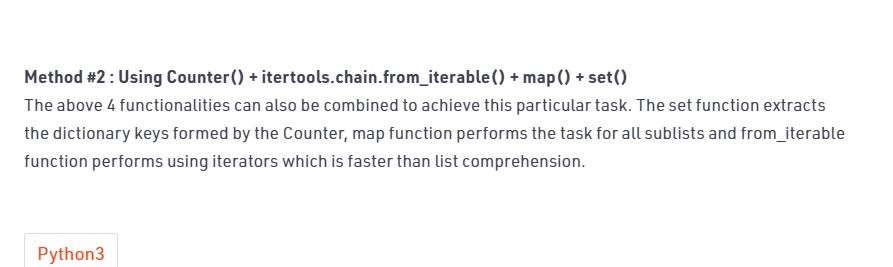 Method #2 : Using Counter() + itertools.chain.from_iterable() + map() + set()
The above 4 functionalities can also be combined to achieve this particular task. The set function extracts
the dictionary keys formed by the Counter, map function performs the task for all sublists and from_iterable
function performs using iterators which is faster than list comprehension.
Python3